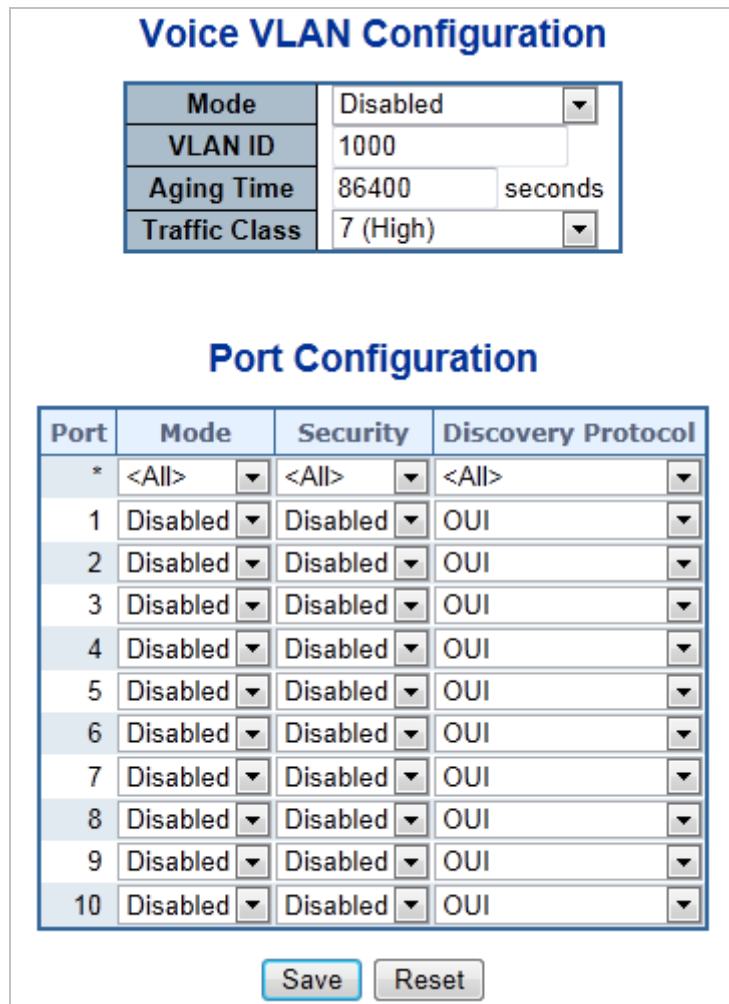 Voice VLAN Configuration
Mode Disabled
VLAN ID 1000
Aging Time 86400 seconds
Traffic Class 7 (High)
Port Configuration
Port Mode Security Discovery Protocol
* <All> <All> <All>
1 Disabled Disabled OUI
2 Disabled Disabled OUI
3 Disabled Disabled OUI
4 Disabled Disabled OUI
5 Disabled Disabled OUI
6 Disabled Disabled OUI
7 Disabled Disabled OUI
8 Disabled Disabled OUI
9 Disabled Disabled OUI
10 Disabled Disabled OUI
Save Reset